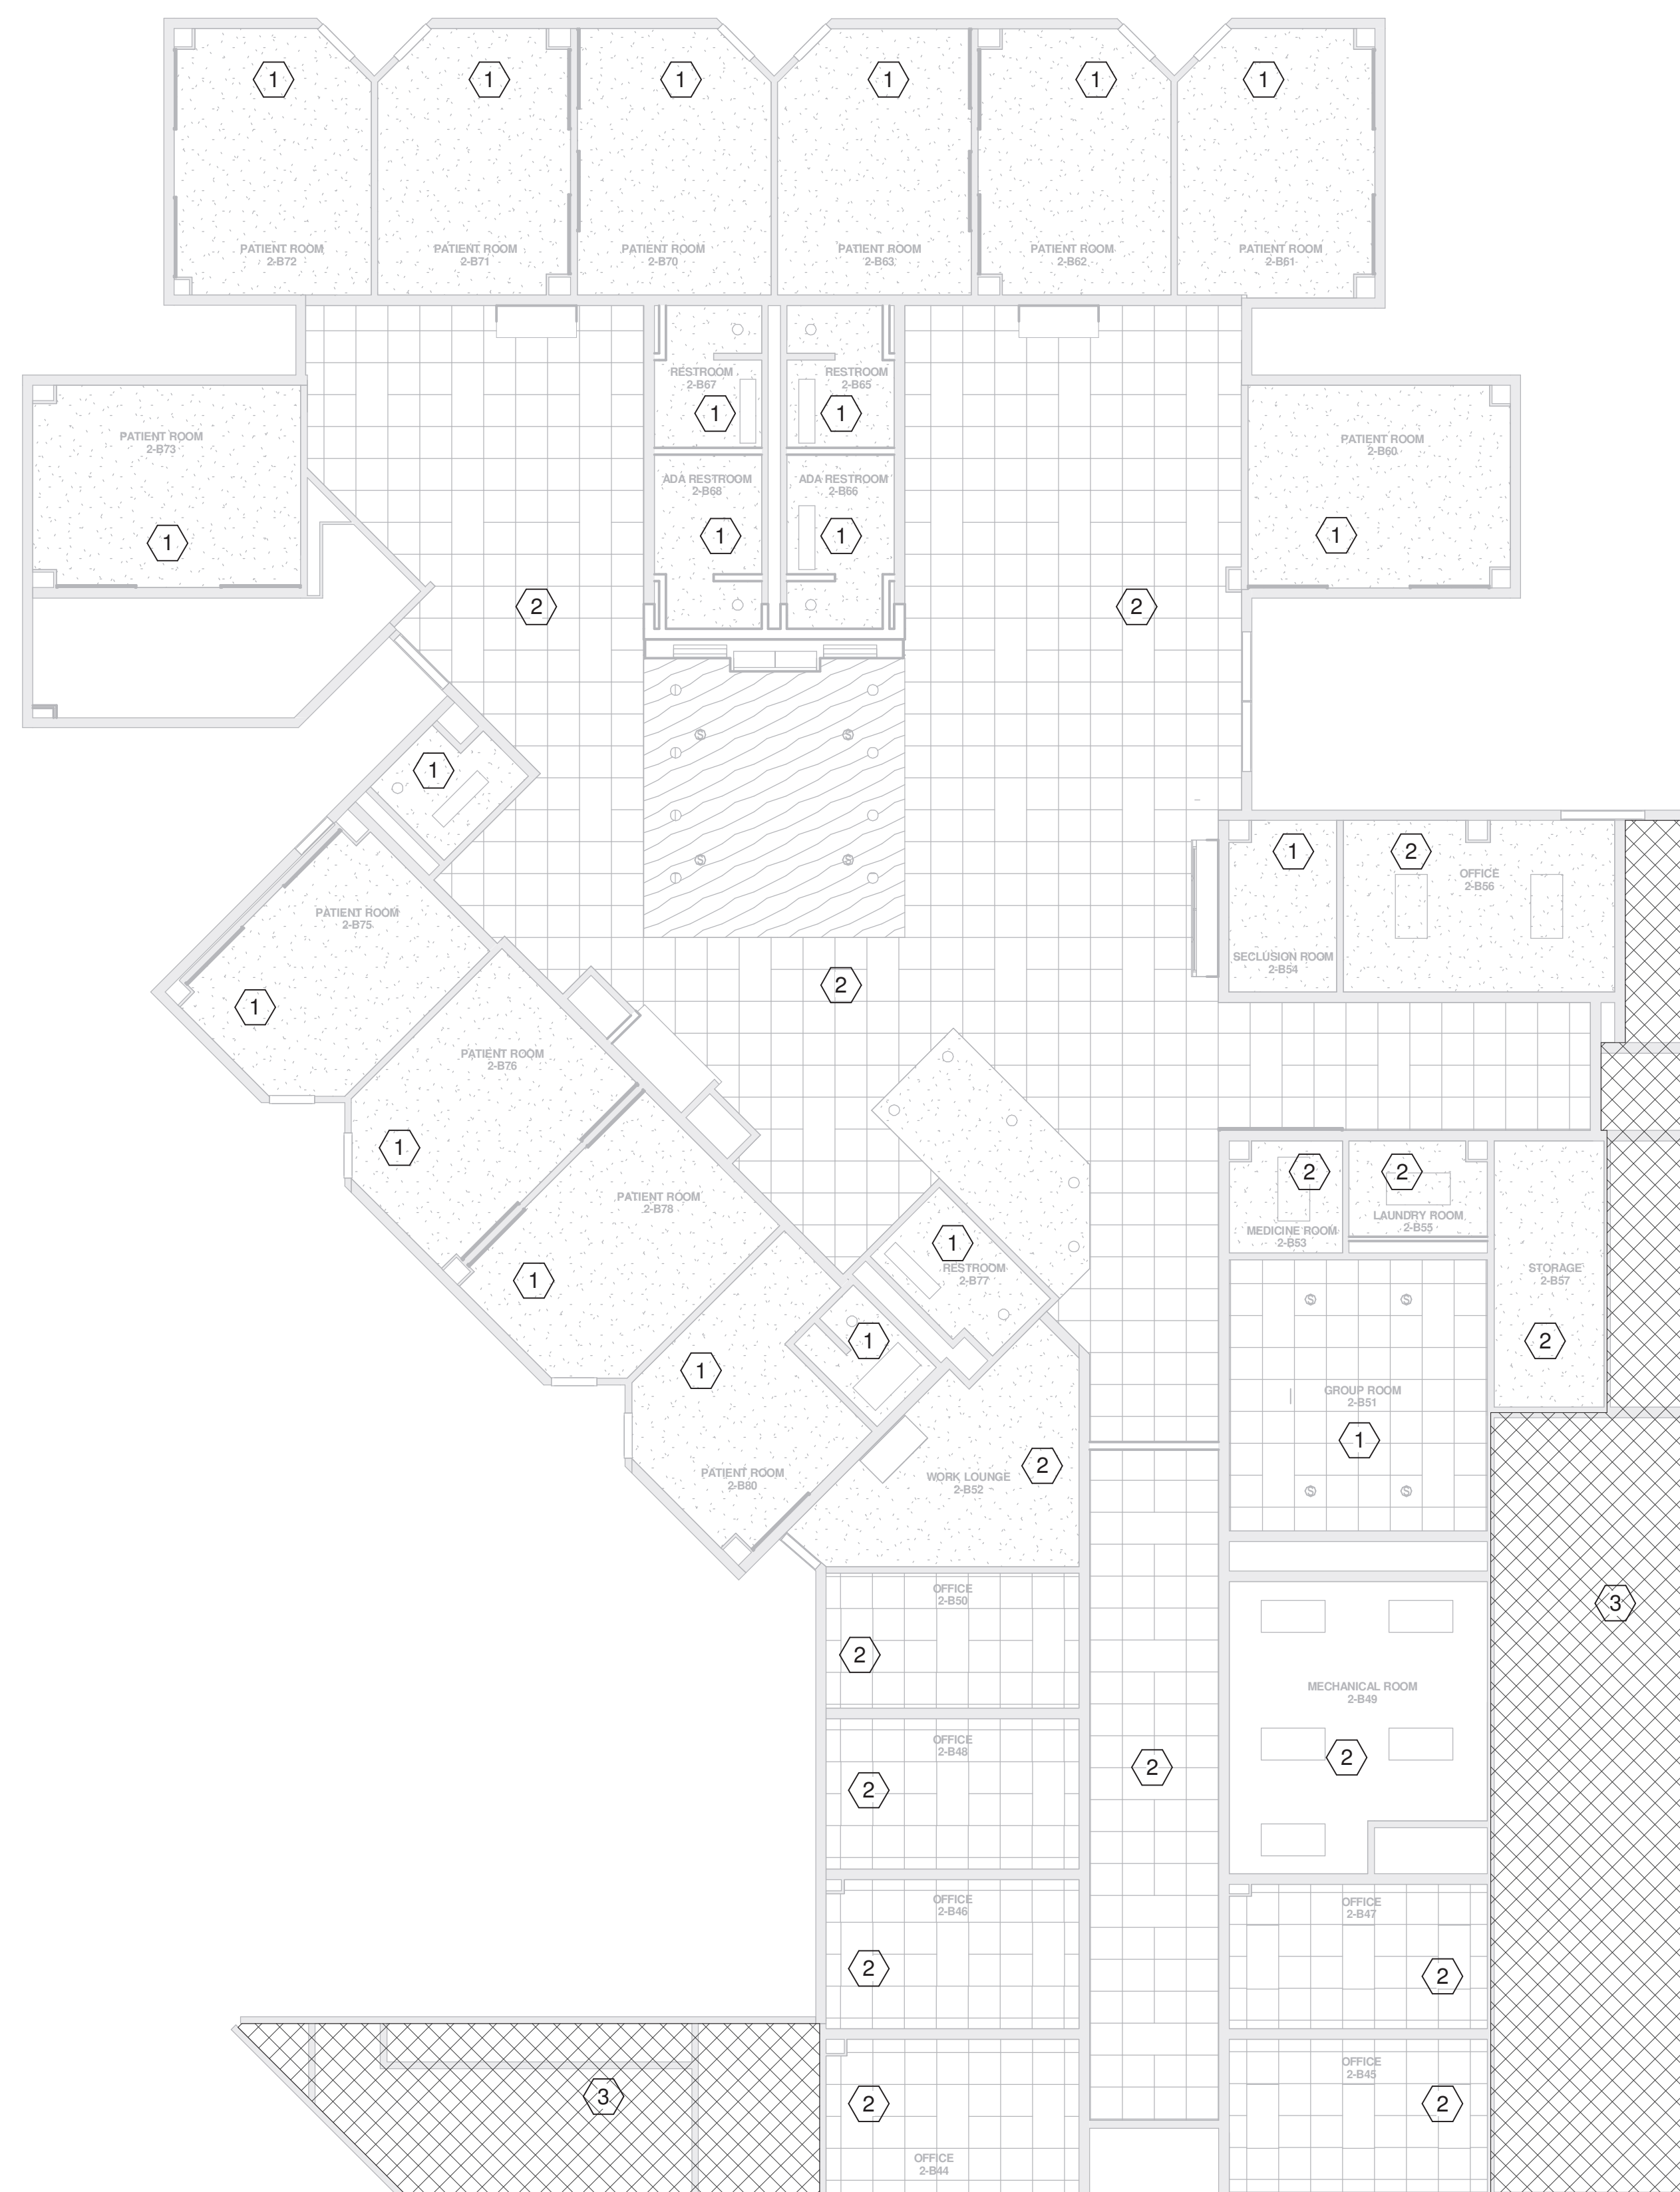 1
1
1
1
1
1
PATIENT ROOM
2-B72
PATIENT ROOM
2-B71
PATIENT ROOM
2-B70
PATIENT ROOM
2-B63
PATIENT ROOM
2-B62
PATIENT ROOM
2-B61
RESTROOM
2-B67
1
RESTROOM
2-B65
1
PATIENT ROOM
2-B73
1
PATIENT ROOM
2-B60
1
ADA RESTROOM
2-B68
1
ADA RESTROOM
2-B66
1
2
2
S
S
1
S
S
1
2
OFFICE
2-B56
SECLUSION ROOM
2-B54
PATIENT ROOM
2-B75
1
2
PATIENT ROOM
2-B76
1
PATIENT ROOM
2-B78
1
2
MEDICINE ROOM
2-B53
2
LAUNDRY ROOM
2-B55
1
RESTROOM
2-B77
STORAGE
2-B57
2
S
S
1
1
GROUP ROOM
2-B51
1
S
S
PATIENT ROOM
2-B80
WORK LOUNGE
2-B52
2
OFFICE
2-B50
2
3
MECHANICAL ROOM
2-B49
2
OFFICE
2-B48
2
2
OFFICE
2-B46
2
OFFICE
2-B47
2
3
2
OFFICE
2-B44
OFFICE
2-B45
2